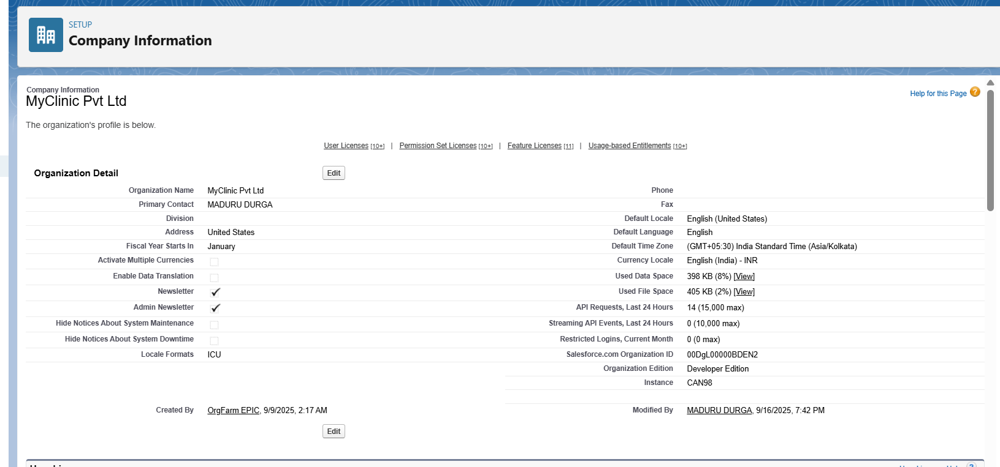 SETUP
Company Information
Company Information
MyClinic Pvt Ltd
Help for this Page ?
The organization's profile is below.
User Licenses [10+] | Permission Set Licenses [10+] | Feature Licenses [11] | Usage-based Entitlements [10+]
Organization Detail Edit
Organization Name MyClinic Pvt Ltd Phone
Primary Contact MADURU DURGA Fax
Division Default Locale English (United States)
Address United States Default Language English
Fiscal Year Starts In January Default Time Zone (GMT+05:30) India Standard Time (Asia/Kolkata)
Activate Multiple Currencies Currency Locale English (India) - INR
Enable Data Translation Used Data Space 398 KB (8%) [View]
Newsletter Used File Space 405 KB (2%) [View]
Admin Newsletter API Requests, Last 24 Hours 14 (15,000 max)
Hide Notices About System Maintenance Streaming API Events, Last 24 Hours 0 (10,000 max)
Hide Notices About System Downtime Restricted Logins, Current Month 0 (0 max)
Locale Formats ICU Salesforce.com Organization ID 00DgL00000BDEN2
Organization Edition Developer Edition
Instance CAN98
Created By OrgFarm EPIC, 9/9/2025, 2:17 AM Modified By MADURU DURGA, 9/16/2025, 7:42 PM
Edit